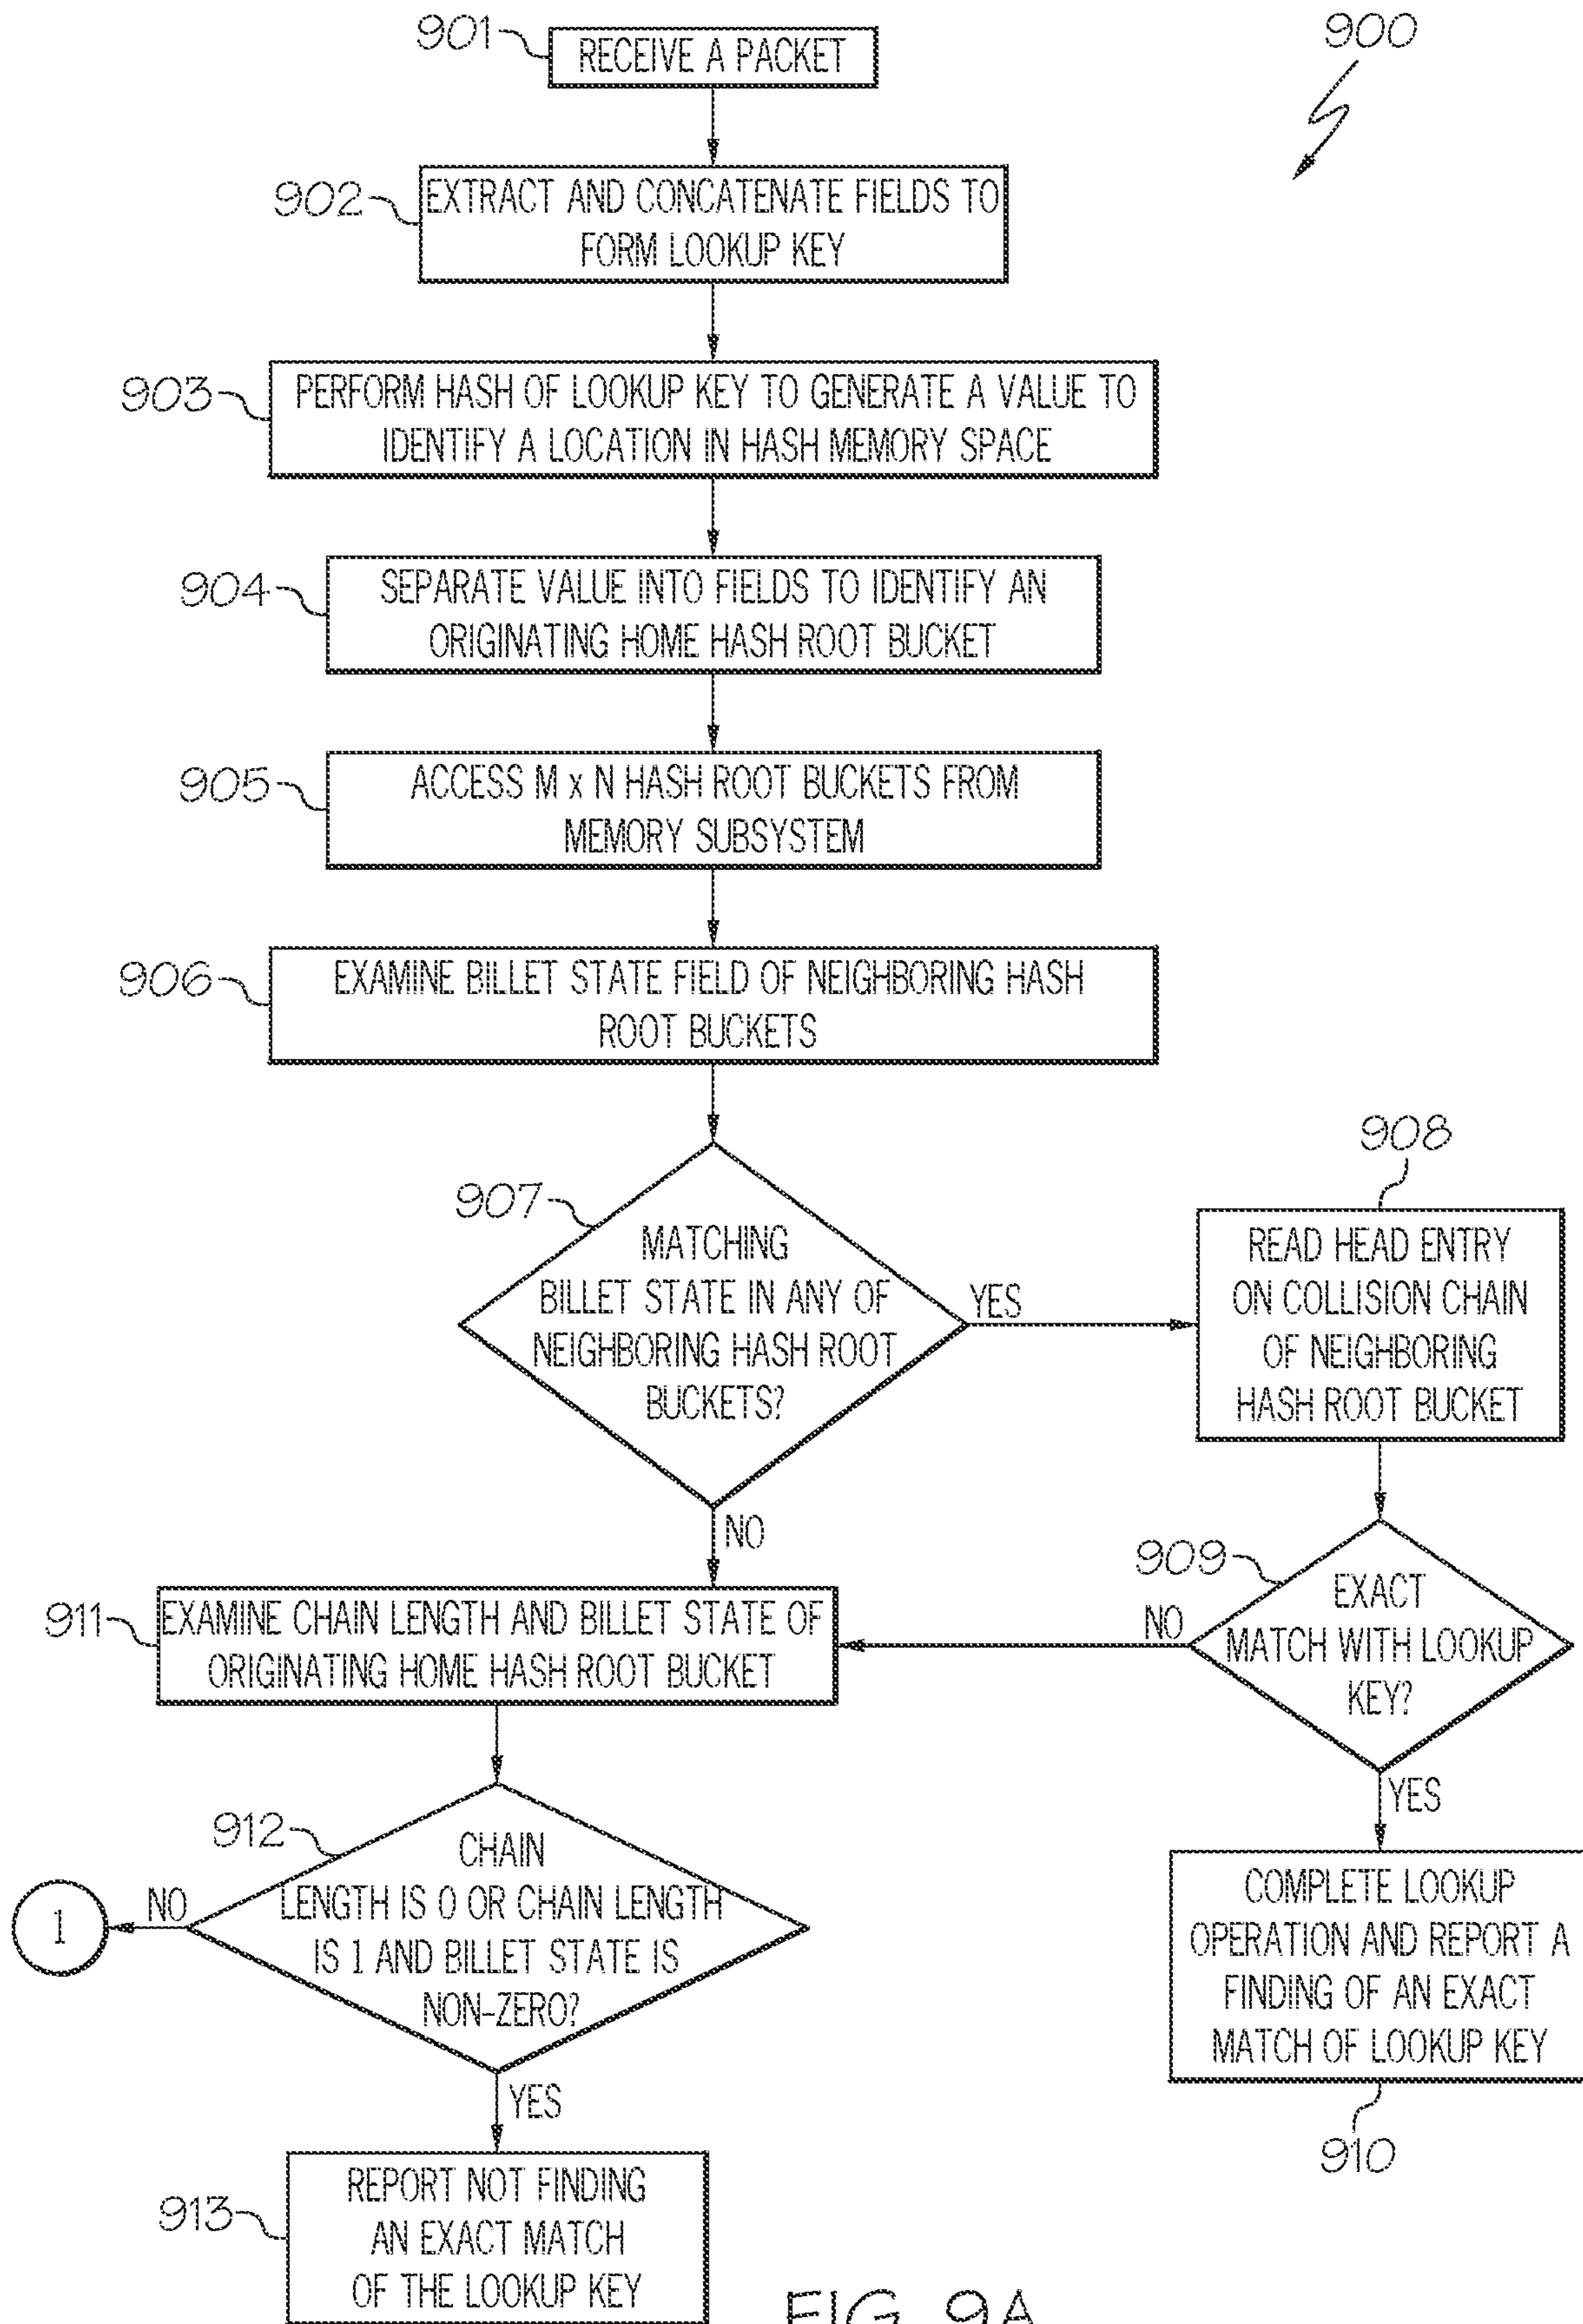 900
901
RECEIVE A PACKET
902
EXTRACT AND CONCATENATE FIELDS TO
FORM LOOKUP KEY
903
PERFORM HASH OF LOOKUP KEY TO GENERATE A VALUE TO
IDENTIFY A LOCATION IN HASH MEMORY SPACE
904
SEPARATE VALUE INTO FIELDS TO IDENTIFY AN
ORIGINATING HOME HASH ROOT BUCKET
905
ACCESS M x N HASH ROOT BUCKETS FROM
MEMORY SUBSYSTEM
906
EXAMINE BILLET STATE FIELD OF NEIGHBORING HASH
ROOT BUCKETS
907
MATCHING
BILLET STATE IN ANY OF
NEIGHBORING HASH ROOT
BUCKETS?
YES
NO
908
READ HEAD ENTRY
ON COLLISION CHAIN
OF NEIGHBORING
HASH ROOT BUCKET
909
EXACT
MATCH WITH LOOKUP
KEY?
NO
YES
COMPLETE LOOKUP
OPERATION AND REPORT A
FINDING OF AN EXACT
MATCH OF LOOKUP KEY
910
911
EXAMINE CHAIN LENGTH AND BILLET STATE OF
ORIGINATING HOME HASH ROOT BUCKET
912
CHAIN
LENGTH IS 0 OR CHAIN LENGTH
IS 1 AND BILLET STATE IS
NON-ZERO?
NO
1
YES
913
REPORT NOT FINDING
AN EXACT MATCH
OF THE LOOKUP KEY
FIG. 9A